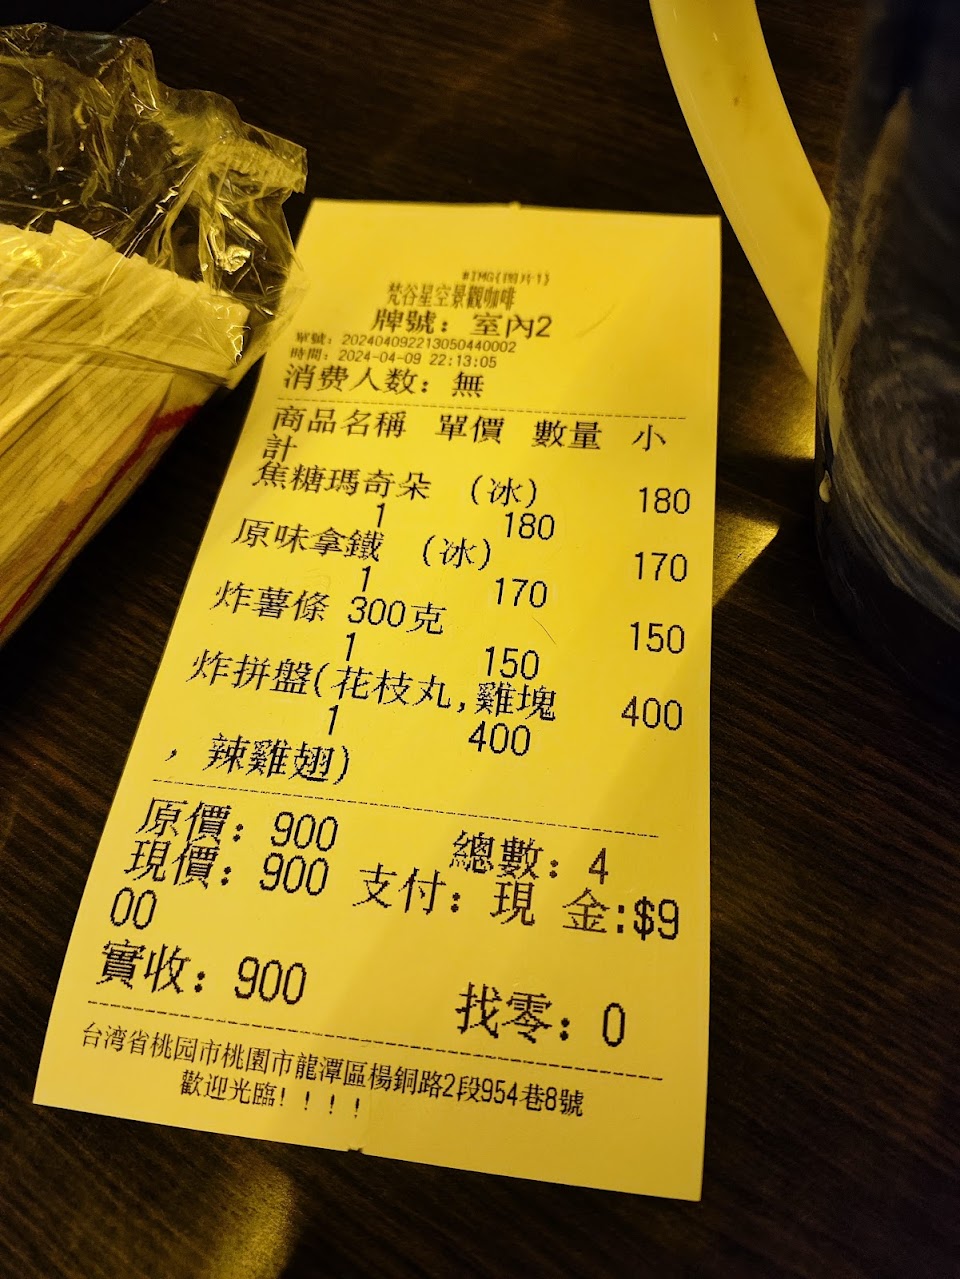 #IMG{(图片1}
梵谷星空景觀咖啡
牌號：室內2
單號：2024040922130504​40002
時間：2024-04-09 22:13:05
消费人数：無
商品名稱 單價 數量 小
計
焦糖瑪奇朵 (冰) 180
1 180
原味拿鐵 (冰) 170
1 170
炸薯條 300克 150
1 150
炸拼盤(花枝丸,雞塊 400
1 400
，辣雞翅)
原價：900 總數：4
現價：900 支付：現 金:$9
00
實收：900 找零：0
台湾省桃园市桃園市龍潭區楊銅路2段954巷8號
歡迎光臨！！！！